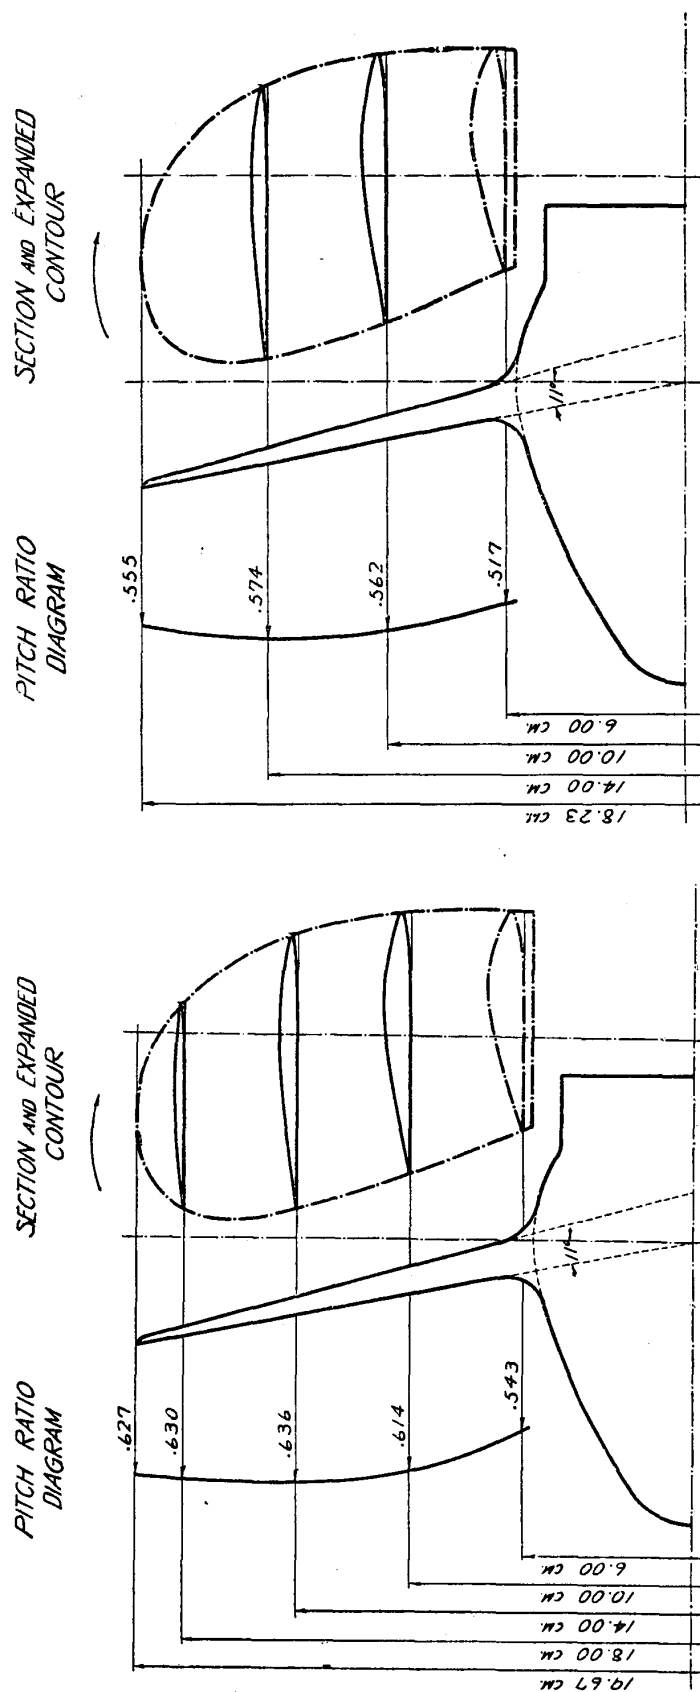 SECTION AND EXPANDED
CONTOUR
PITCH RATIO
DIAGRAM
.555
.574
.562
.517
11°
6.00 CM.
10.00 CM.
14.00 CM.
18.23 CM.
SECTION AND EXPANDED
CONTOUR
PITCH RATIO
DIAGRAM
.627
.630
.636
.614
.543
11°
6.00 CM.
10.00 CM.
14.00 CM.
18.00 CM.
19.67 CM.